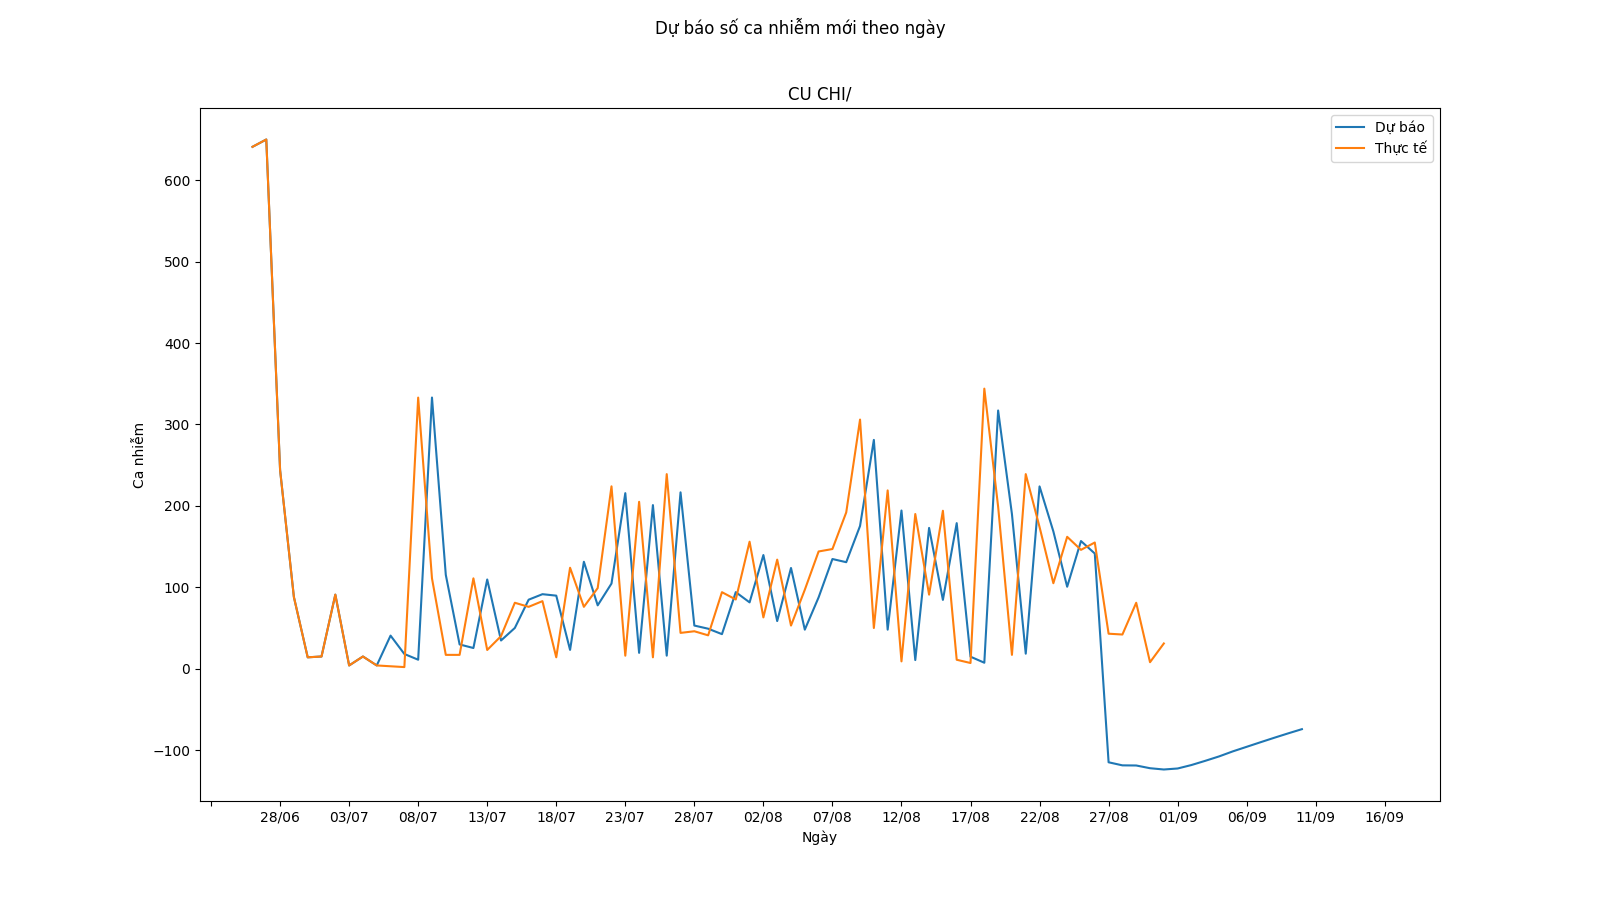 Dự báo số ca nhiễm mới theo ngày
CU CHI/
Dự báo
Thực tế
Ca nhiễm
600
500
400
300
200
100
0
−100
28/06 03/07 08/07 13/07 18/07 23/07 28/07 02/08 07/08 12/08 17/08 22/08 27/08 01/09 06/09 11/09 16/09
Ngày